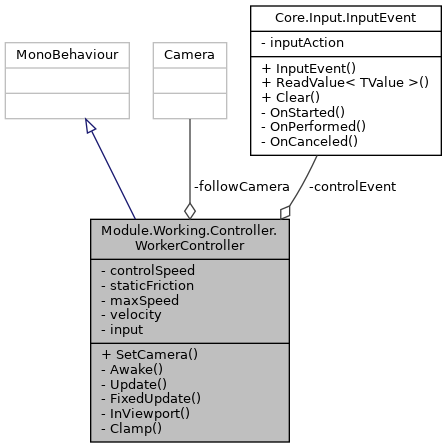 Core.Input.InputEvent
- inputAction
+ InputEvent()
+ ReadValue< TValue >()
+ Clear()
- OnStarted()
- OnPerformed()
- OnCanceled()
MonoBehaviour
Camera
-followCamera
-controlEvent
Module.Working.Controller.
WorkerController
- controlSpeed
- staticFriction
- maxSpeed
- velocity
- input
+ SetCamera()
- Awake()
- Update()
- FixedUpdate()
- InViewport()
- Clamp()